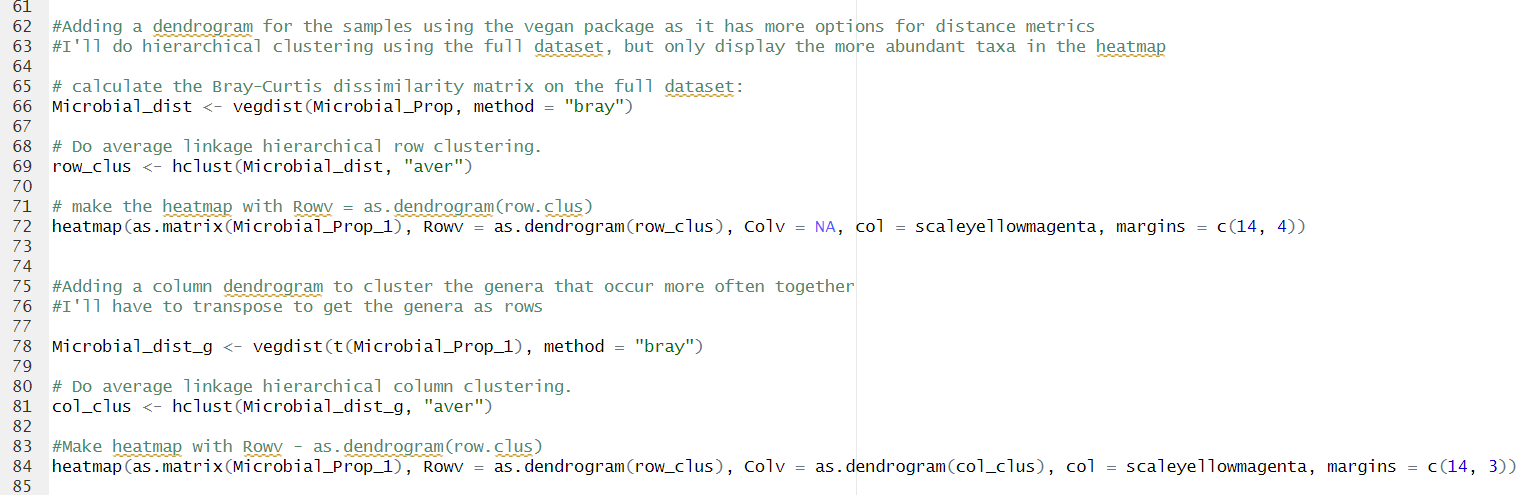 61
62 #Adding a dendrogram for the samples using the vegan package as it has more options for distance metrics
63 #I'll do hierarchical clustering using the full dataset, but only display the more abundant taxa in the heatmap
64
65 # calculate the Bray-Curtis dissimilarity matrix on the full dataset:
66 Microbial_dist <- vegdist(Microbial_Prop, method = "bray")
67
68 # Do average linkage hierarchical row clustering.
69 row_clus <- hclust(Microbial_dist, "aver")
70
71 # make the heatmap with Rowv = as.dendrogram(row.clus)
72 heatmap(as.matrix(Microbial_Prop_1), Rowv = as.dendrogram(row_clus), Colv = NA, col = scaleyellowmagenta, margins = c(14, 4))
73
74
75 #Adding a column dendrogram to cluster the genera that occur more often together
76 #I'll have to transpose to get the genera as rows
77
78 Microbial_dist_g <- vegdist(t(Microbial_Prop_1), method = "bray")
79
80 # Do average linkage hierarchical column clustering.
81 col_clus <- hclust(Microbial_dist_g, "aver")
82
83 #Make heatmap with Rowv - as.dendrogram(row.clus)
84 heatmap(as.matrix(Microbial_Prop_1), Rowv = as.dendrogram(row_clus), Colv = as.dendrogram(col_clus), col = scaleyellowmagenta, margins = c(14, 3))
85